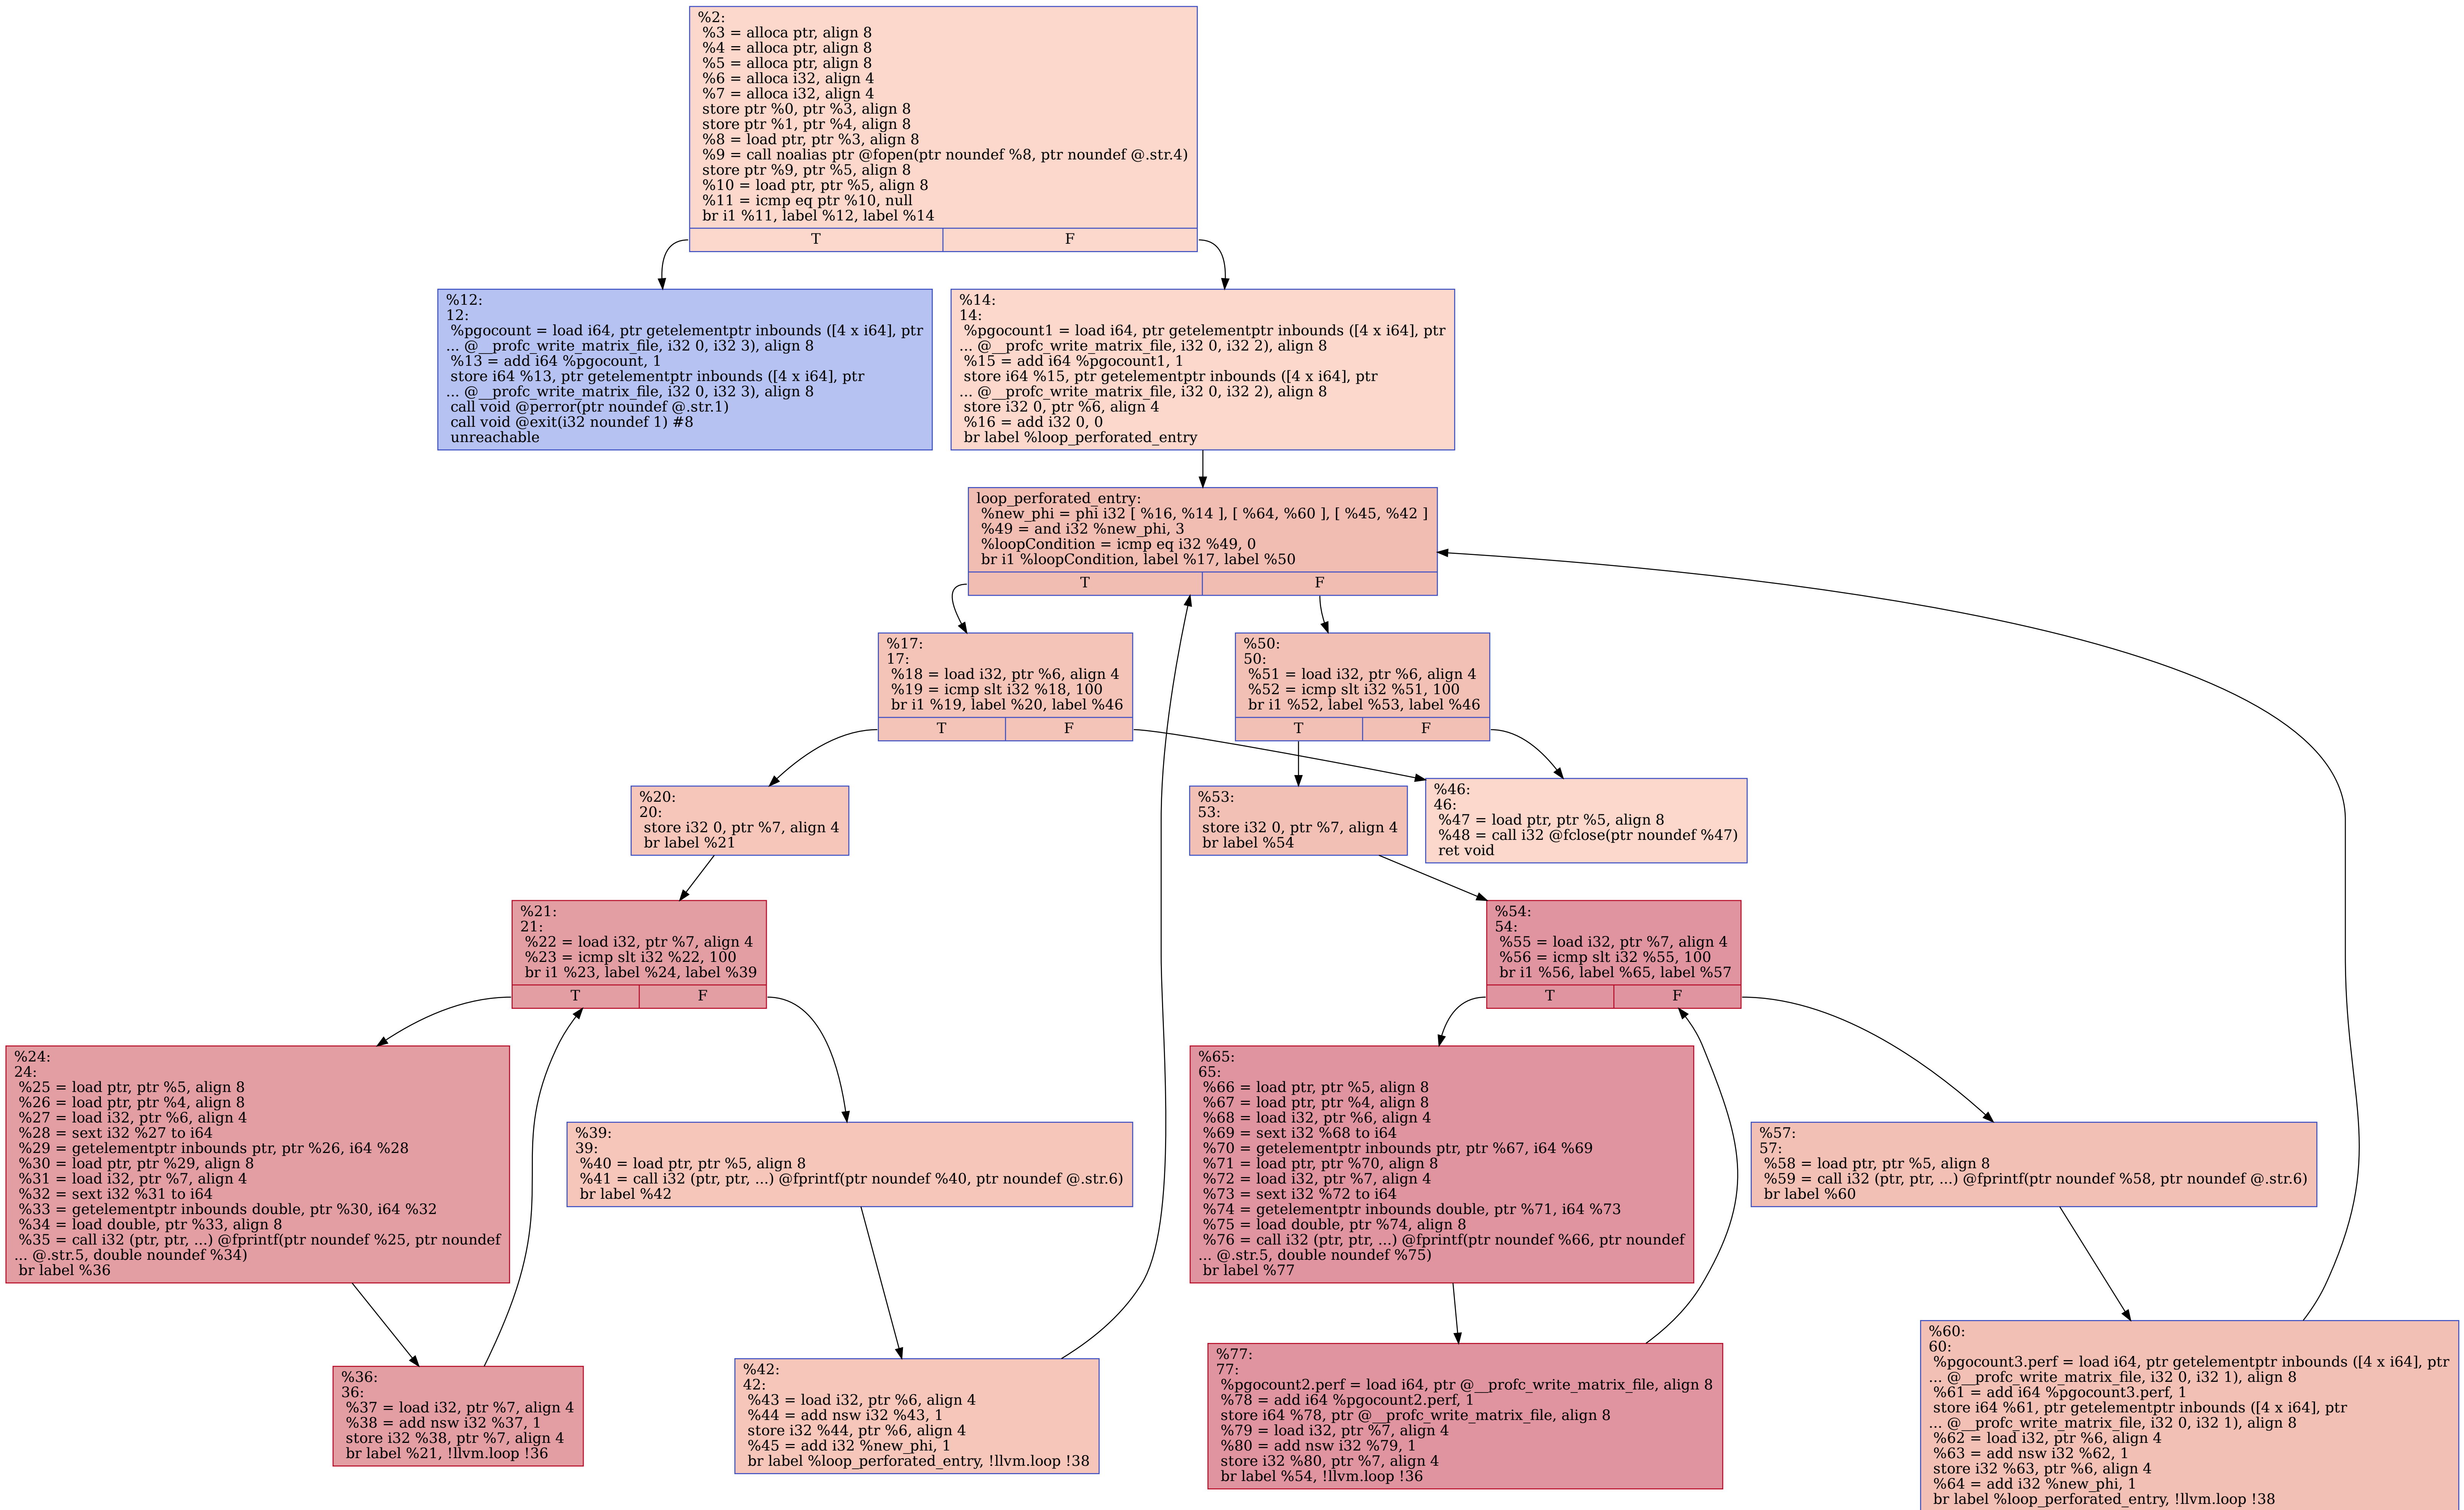 %2:
%3 = alloca ptr, align 8
%4 = alloca ptr, align 8
%5 = alloca ptr, align 8
%6 = alloca i32, align 4
%7 = alloca i32, align 4
store ptr %0, ptr %3, align 8
store ptr %1, ptr %4, align 8
%8 = load ptr, ptr %3, align 8
%9 = call noalias ptr @fopen(ptr noundef %8, ptr noundef @.str.4)
store ptr %9, ptr %5, align 8
%10 = load ptr, ptr %5, align 8
%11 = icmp eq ptr %10, null
br i1 %11, label %12, label %14
T
F
%12:
12:
%pgocount = load i64, ptr getelementptr inbounds ([4 x i64], ptr
... @__profc_write_matrix_file, i32 0, i32 3), align 8
%13 = add i64 %pgocount, 1
store i64 %13, ptr getelementptr inbounds ([4 x i64], ptr
... @__profc_write_matrix_file, i32 0, i32 3), align 8
call void @perror(ptr noundef @.str.1)
call void @exit(i32 noundef 1) #8
unreachable
%14:
14:
%pgocount1 = load i64, ptr getelementptr inbounds ([4 x i64], ptr
... @__profc_write_matrix_file, i32 0, i32 2), align 8
%15 = add i64 %pgocount1, 1
store i64 %15, ptr getelementptr inbounds ([4 x i64], ptr
... @__profc_write_matrix_file, i32 0, i32 2), align 8
store i32 0, ptr %6, align 4
%16 = add i32 0, 0
br label %loop_perforated_entry
loop_perforated_entry:
%new_phi = phi i32 [ %16, %14 ], [ %64, %60 ], [ %45, %42 ]
%49 = and i32 %new_phi, 3
%loopCondition = icmp eq i32 %49, 0
br i1 %loopCondition, label %17, label %50
T
F
%17:
17:
%18 = load i32, ptr %6, align 4
%19 = icmp slt i32 %18, 100
br i1 %19, label %20, label %46
T
F
%50:
50:
%51 = load i32, ptr %6, align 4
%52 = icmp slt i32 %51, 100
br i1 %52, label %53, label %46
T
F
%20:
20:
store i32 0, ptr %7, align 4
br label %21
%53:
53:
store i32 0, ptr %7, align 4
br label %54
%46:
46:
%47 = load ptr, ptr %5, align 8
%48 = call i32 @fclose(ptr noundef %47)
ret void
%21:
21:
%22 = load i32, ptr %7, align 4
%23 = icmp slt i32 %22, 100
br i1 %23, label %24, label %39
T
F
%54:
54:
%55 = load i32, ptr %7, align 4
%56 = icmp slt i32 %55, 100
br i1 %56, label %65, label %57
T
F
%24:
24:
%25 = load ptr, ptr %5, align 8
%26 = load ptr, ptr %4, align 8
%27 = load i32, ptr %6, align 4
%28 = sext i32 %27 to i64
%29 = getelementptr inbounds ptr, ptr %26, i64 %28
%30 = load ptr, ptr %29, align 8
%31 = load i32, ptr %7, align 4
%32 = sext i32 %31 to i64
%33 = getelementptr inbounds double, ptr %30, i64 %32
%34 = load double, ptr %33, align 8
%35 = call i32 (ptr, ptr, ...) @fprintf(ptr noundef %25, ptr noundef
... @.str.5, double noundef %34)
br label %36
%39:
39:
%40 = load ptr, ptr %5, align 8
%41 = call i32 (ptr, ptr, ...) @fprintf(ptr noundef %40, ptr noundef @.str.6)
br label %42
%65:
65:
%66 = load ptr, ptr %5, align 8
%67 = load ptr, ptr %4, align 8
%68 = load i32, ptr %6, align 4
%69 = sext i32 %68 to i64
%70 = getelementptr inbounds ptr, ptr %67, i64 %69
%71 = load ptr, ptr %70, align 8
%72 = load i32, ptr %7, align 4
%73 = sext i32 %72 to i64
%74 = getelementptr inbounds double, ptr %71, i64 %73
%75 = load double, ptr %74, align 8
%76 = call i32 (ptr, ptr, ...) @fprintf(ptr noundef %66, ptr noundef
... @.str.5, double noundef %75)
br label %77
%57:
57:
%58 = load ptr, ptr %5, align 8
%59 = call i32 (ptr, ptr, ...) @fprintf(ptr noundef %58, ptr noundef @.str.6)
br label %60
%36:
36:
%37 = load i32, ptr %7, align 4
%38 = add nsw i32 %37, 1
store i32 %38, ptr %7, align 4
br label %21, !llvm.loop !36
%42:
42:
%43 = load i32, ptr %6, align 4
%44 = add nsw i32 %43, 1
store i32 %44, ptr %6, align 4
%45 = add i32 %new_phi, 1
br label %loop_perforated_entry, !llvm.loop !38
%77:
77:
%pgocount2.perf = load i64, ptr @__profc_write_matrix_file, align 8
%78 = add i64 %pgocount2.perf, 1
store i64 %78, ptr @__profc_write_matrix_file, align 8
%79 = load i32, ptr %7, align 4
%80 = add nsw i32 %79, 1
store i32 %80, ptr %7, align 4
br label %54, !llvm.loop !36
%60:
60:
%pgocount3.perf = load i64, ptr getelementptr inbounds ([4 x i64], ptr
... @__profc_write_matrix_file, i32 0, i32 1), align 8
%61 = add i64 %pgocount3.perf, 1
store i64 %61, ptr getelementptr inbounds ([4 x i64], ptr
... @__profc_write_matrix_file, i32 0, i32 1), align 8
%62 = load i32, ptr %6, align 4
%63 = add nsw i32 %62, 1
store i32 %63, ptr %6, align 4
%64 = add i32 %new_phi, 1
br label %loop_perforated_entry, !llvm.loop !38